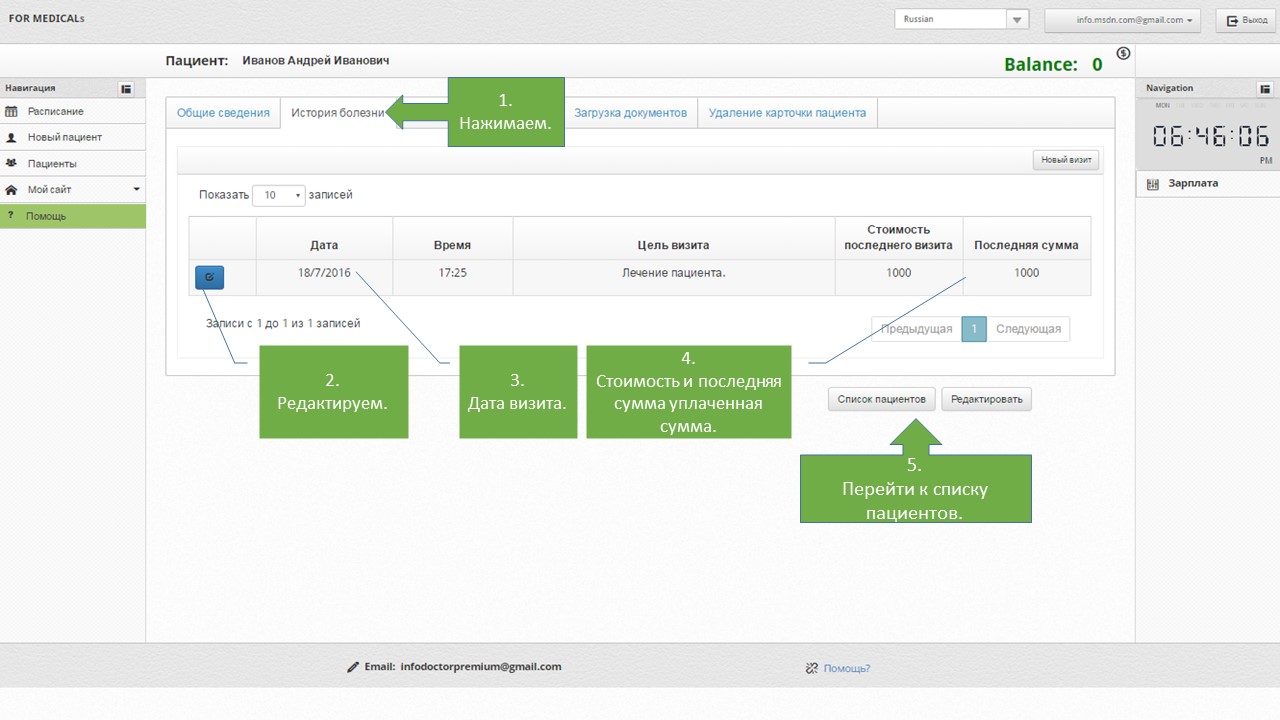 FOR MEDICALs
Russian
info.msdn.com@gmail.com
Выход
Пациент: Иванов Андрей Иванович
Balance: 0
Навигация
Расписание
Новый пациент
Пациенты
Мой сайт
? Помощь
Общие сведения
История болезни
1.
Нажимаем.
Загрузка документов
Удаление карточки пациента
Navigation
MON
06:46:06
PM
Зарплата
Новый визит
Показать 10 записей
Дата
Время
Цель визита
Стоимость
последнего визита
Последняя сумма
18/7/2016
17:25
Лечение пациента.
1000
1000
Записи с 1 до 1 из 1 записей
Предыдущая
1
Следующая
2.
Редактируем.
3.
Дата визита.
4.
Стоимость и последняя
сумма уплаченная
сумма.
Список пациентов
Редактировать
5.
Перейти к списку
пациентов.
Email: infodoctorpremium@gmail.com
Помощь?